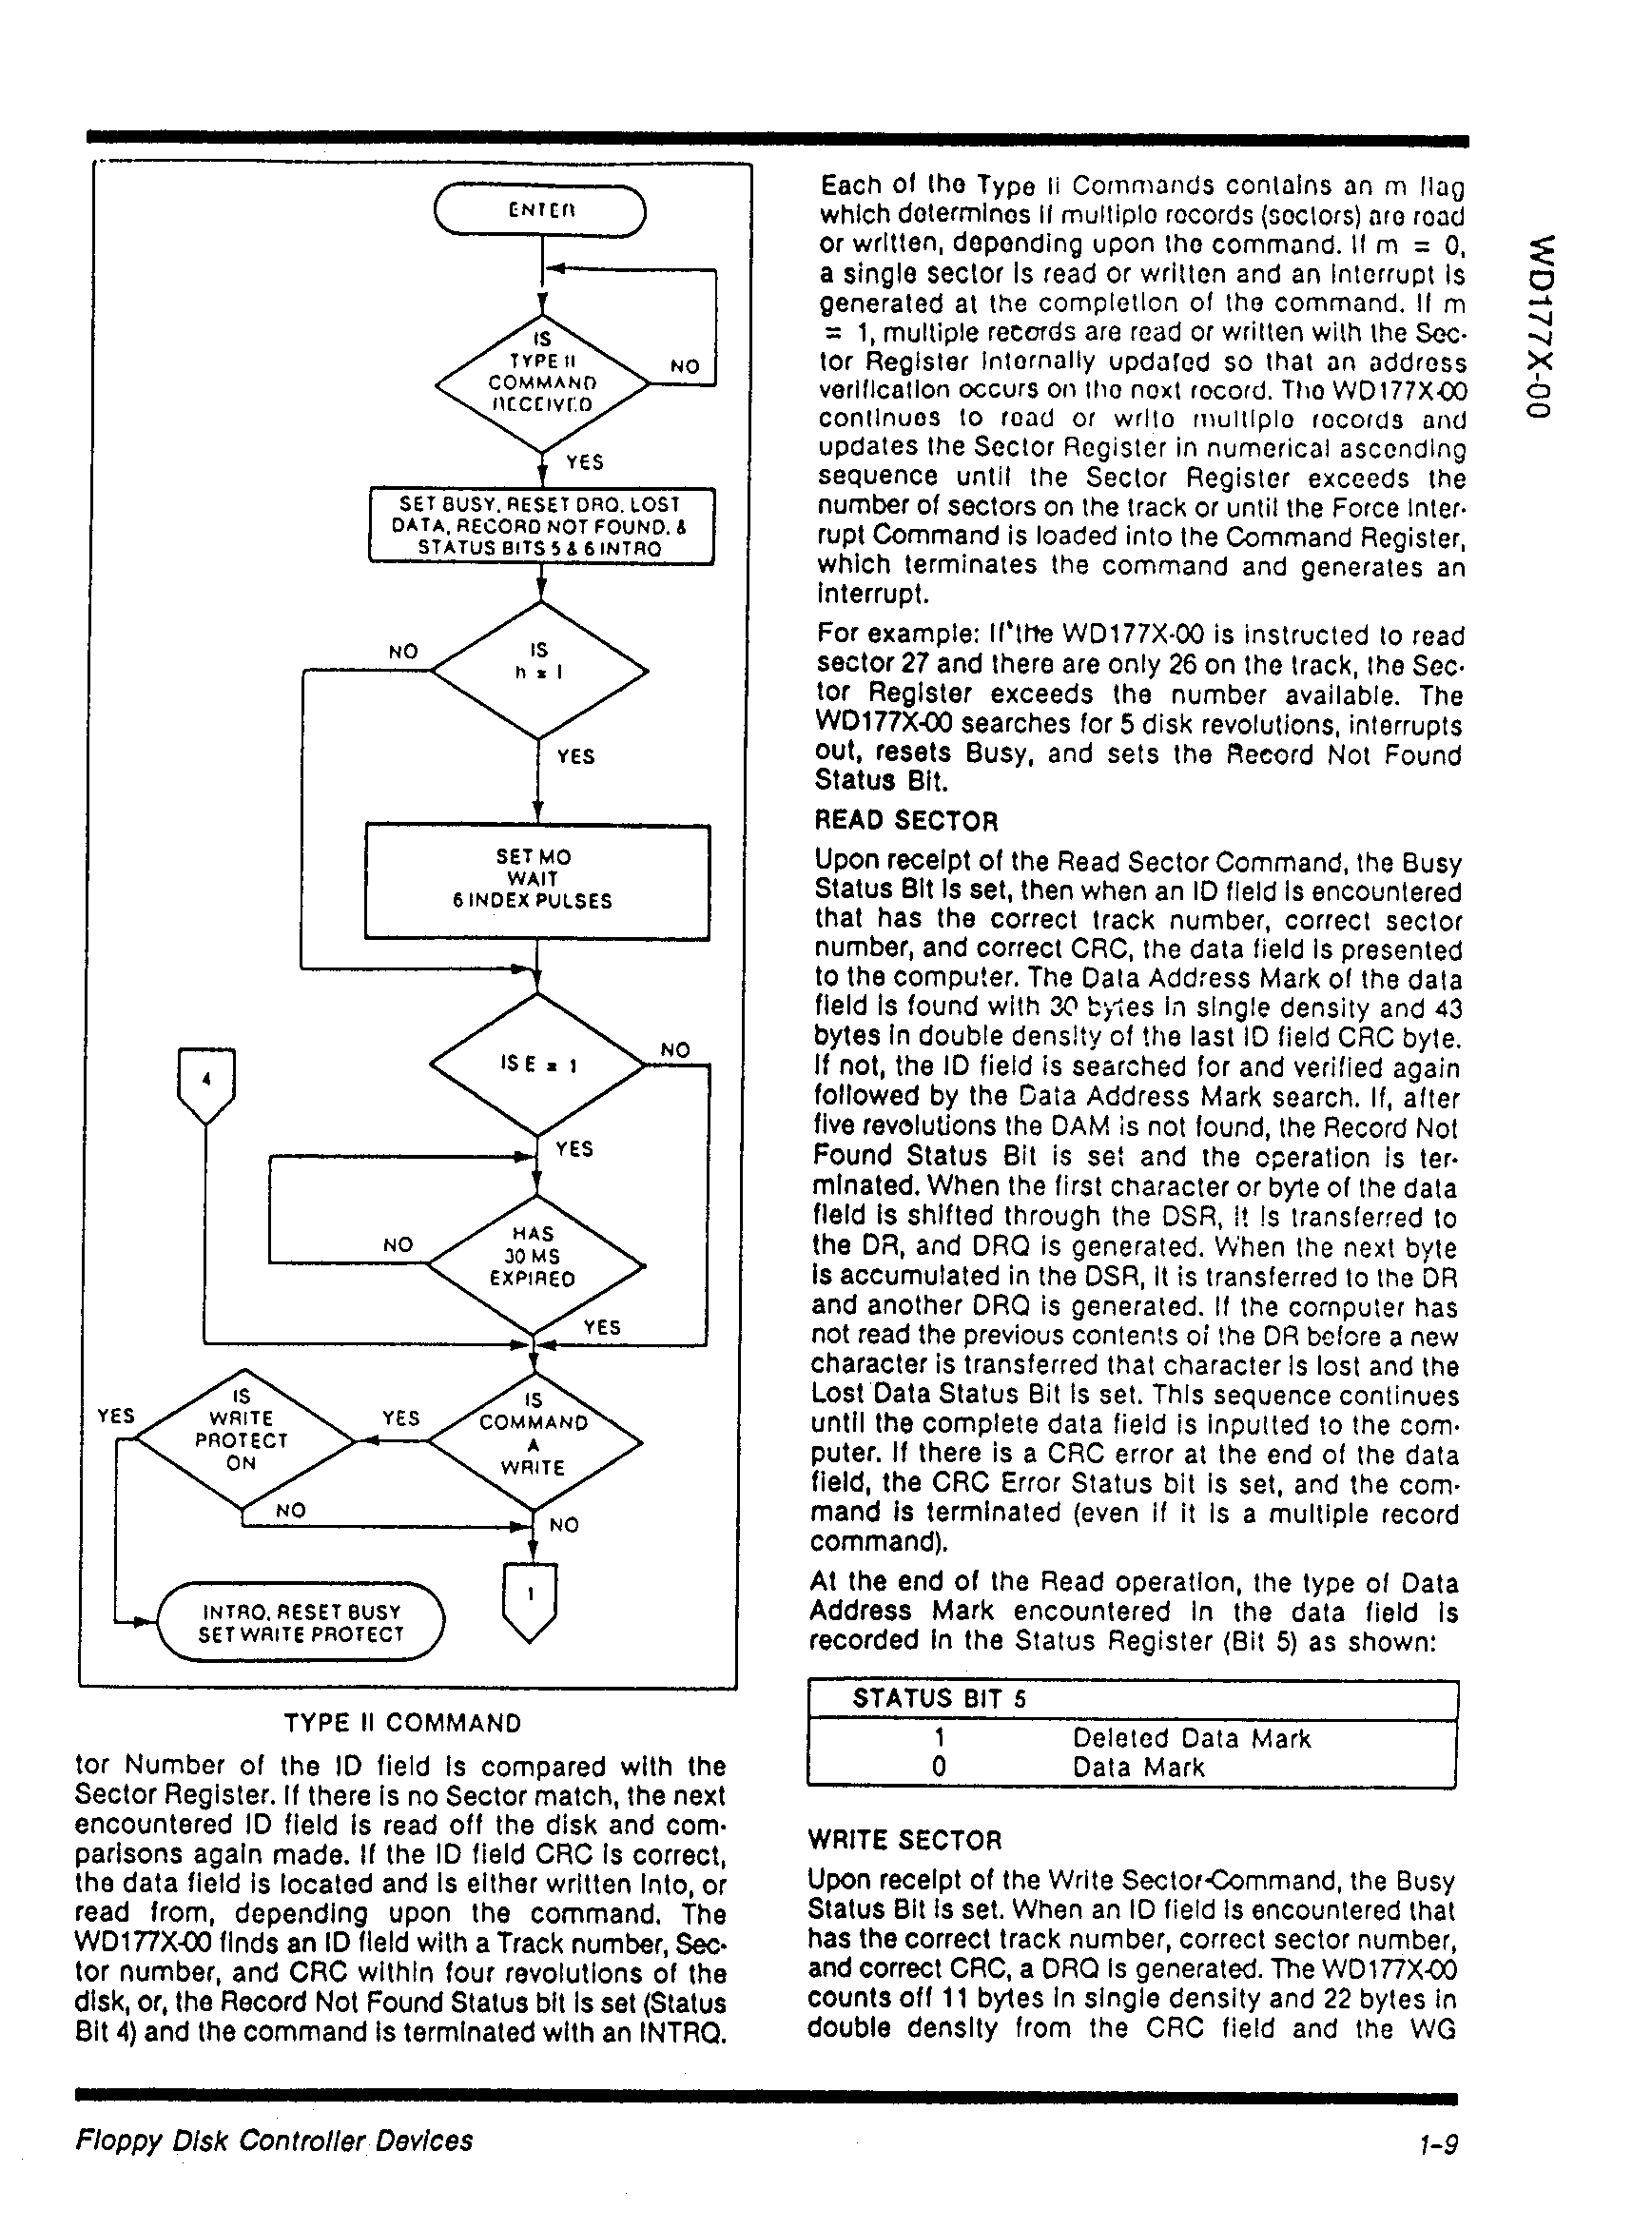 WD177X-00
ENTER
IS
TYPE II
COMMAND
RECEIVED
NO
YES
SET BUSY, RESET DRQ, LOST
DATA, RECORD NOT FOUND, &
STATUS BITS 5 & 6 INTRQ
NO
IS
h = 1
YES
SET MO
WAIT
6 INDEX PULSES
4
IS E = 1
NO
YES
NO
HAS
30 MS
EXPIRED
YES
YES
IS
WRITE
PROTECT
ON
YES
IS
COMMAND
A
WRITE
NO
NO
1
INTRQ, RESET BUSY
SET WRITE PROTECT
TYPE II COMMAND
tor Number of the ID field is compared with the
Sector Register. If there is no Sector match, the next
encountered ID field is read off the disk and com-
parisons again made. If the ID field CRC is correct,
the data field is located and is either written into, or
read from, depending upon the command. The
WD177X-00 finds an ID field with a Track number, Sec-
tor number, and CRC within four revolutions of the
disk, or, the Record Not Found Status bit is set (Status
Bit 4) and the command is terminated with an INTRQ.
Each of the Type II Commands contains an m flag
which determines if multiple records (sectors) are read
or written, depending upon the command. If m = 0,
a single sector is read or written and an interrupt is
generated at the completion of the command. If m
= 1, multiple records are read or written with the Sec-
tor Register internally updated so that an address
verification occurs on the next record. The WD177X-00
continues to read or write multiple records and
updates the Sector Register in numerical ascending
sequence until the Sector Register exceeds the
number of sectors on the track or until the Force Inter-
rupt Command is loaded into the Command Register,
which terminates the command and generates an
interrupt.
For example: If the WD177X-00 is instructed to read
sector 27 and there are only 26 on the track, the Sec-
tor Register exceeds the number available. The
WD177X-00 searches for 5 disk revolutions, interrupts
out, resets Busy, and sets the Record Not Found
Status Bit.
READ SECTOR
Upon receipt of the Read Sector Command, the Busy
Status Bit is set, then when an ID field is encountered
that has the correct track number, correct sector
number, and correct CRC, the data field is presented
to the computer. The Data Address Mark of the data
field is found with 30 bytes in single density and 43
bytes in double density of the last ID field CRC byte.
If not, the ID field is searched for and verified again
followed by the Data Address Mark search. If, after
five revolutions the DAM is not found, the Record Not
Found Status Bit is set and the operation is ter-
minated. When the first character or byte of the data
field is shifted through the DSR, it is transferred to
the DR, and DRQ is generated. When the next byte
is accumulated in the DSR, it is transferred to the DR
and another DRQ is generated. If the computer has
not read the previous contents of the DR before a new
character is transferred that character is lost and the
Lost Data Status Bit is set. This sequence continues
until the complete data field is inputted to the com-
puter. If there is a CRC error at the end of the data
field, the CRC Error Status bit is set, and the com-
mand is terminated (even if it is a multiple record
command).
At the end of the Read operation, the type of Data
Address Mark encountered in the data field is
recorded in the Status Register (Bit 5) as shown:
STATUS BIT 5
1 Deleted Data Mark
0 Data Mark
WRITE SECTOR
Upon receipt of the Write Sector Command, the Busy
Status Bit is set. When an ID field is encountered that
has the correct track number, correct sector number,
and correct CRC, a DRQ is generated. The WD177X-00
counts off 11 bytes in single density and 22 bytes in
double density from the CRC field and the WG
Floppy Disk Controller Devices
1-9